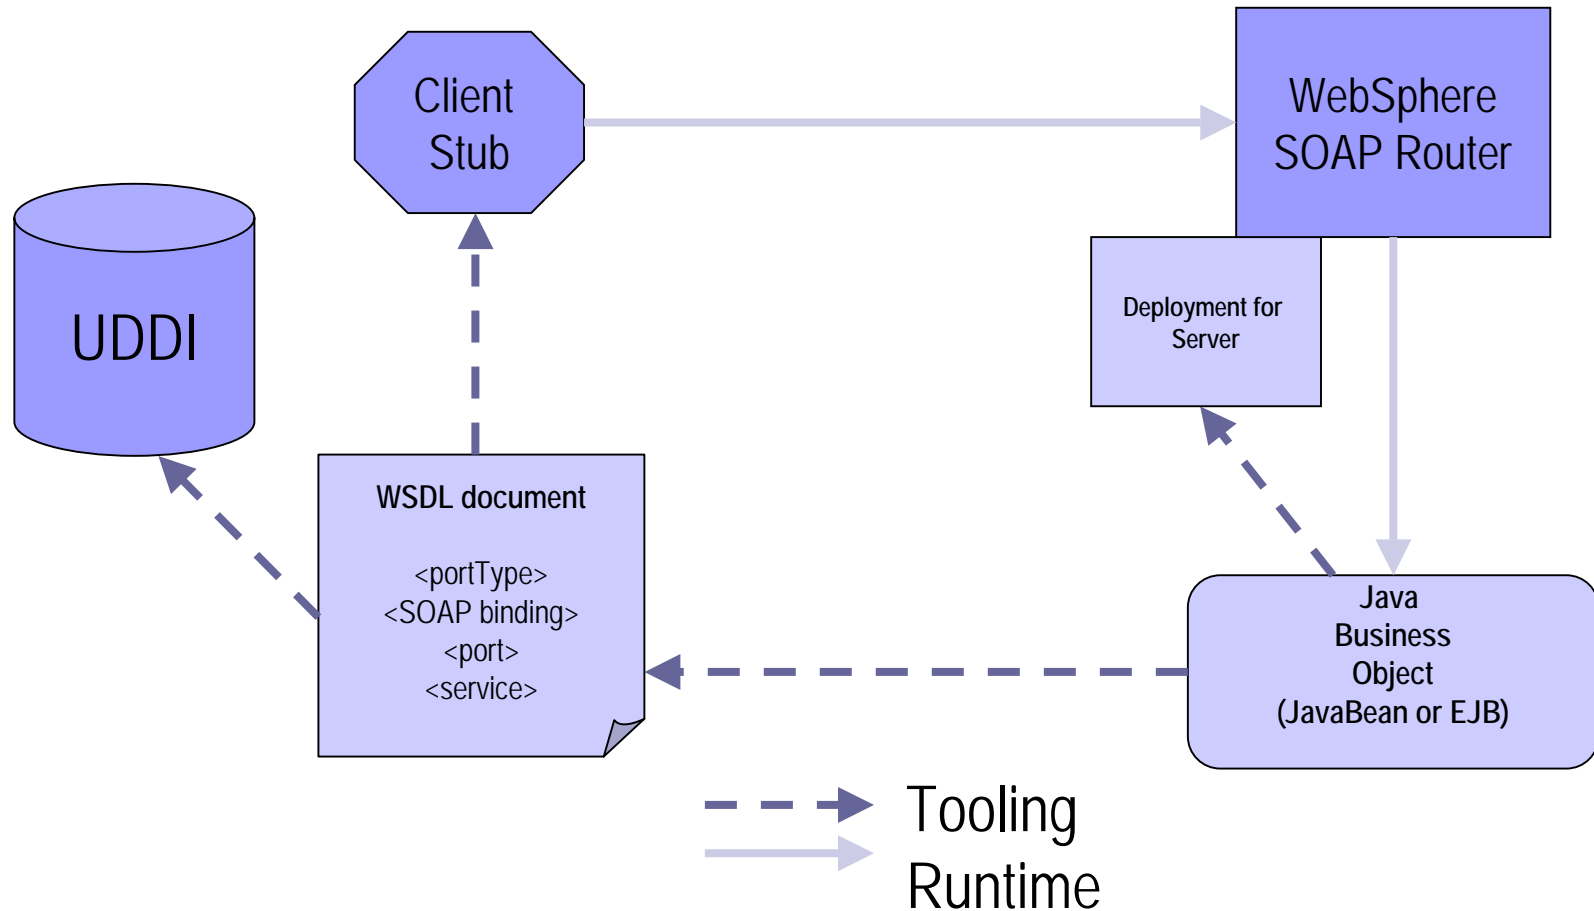 Client
Stub
WebSphere
SOAP Router
UDDI
Deployment for
Server
WSDL document
<portType>
<SOAP binding>
<port>
<service>
Java
Business
Object
(JavaBean or EJB)
Tooling
Runtime